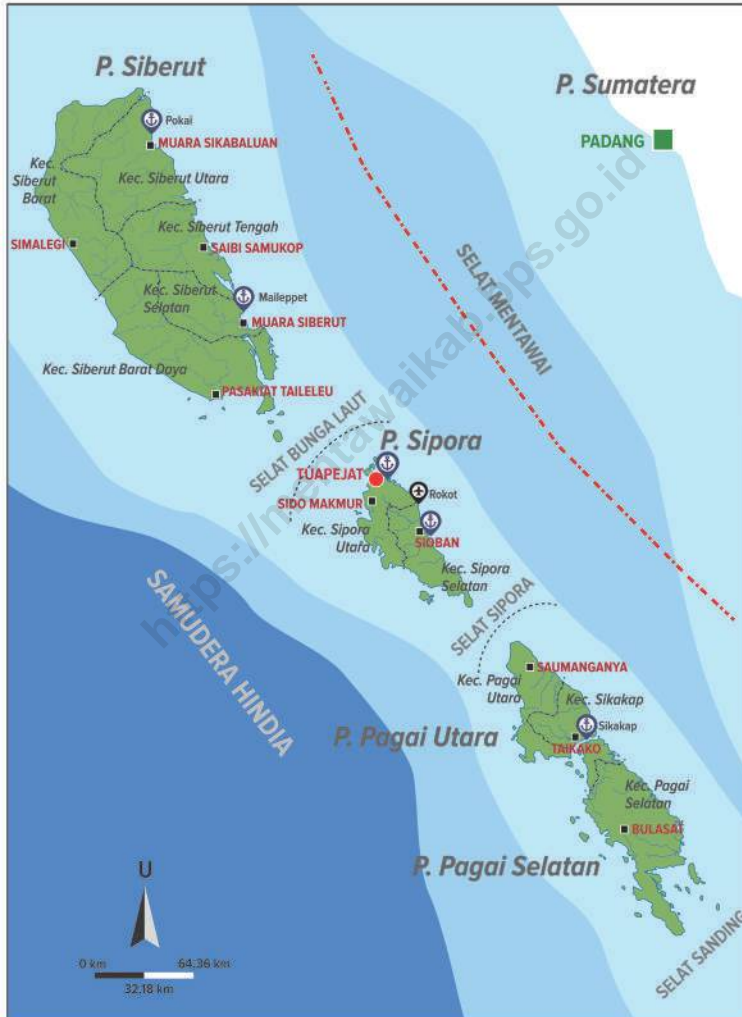 P. Siberut
P. Sumatera
Pokai
MUARA SIKABALUAN
PADANG
Kec.
Siberut
Barat
Kec. Siberut Utara
Kec. Siberut Tengah
SIMALEGI
SAIBI SAMUKOP
SELAT MENTAWAI
Kec. Siberut
Selatan
Maileppet
MUARA SIBERUT
Kec. Siberut Barat Daya
PASAKIAT TAILELEU
SELAT BUNGA LAUT
P. Sipora
TUAPEJAT
SIDO MAKMUR
Rokot
Kec. Sipora
Utara
SIOBAN
Kec. Sipora
Selatan
SAMUDERA HINDIA
SELAT SIPORA
SAUMANGANYA
Kec. Pagai
Utara
Kec. Sikakap
Sikakap
P. Pagai Utara
TAIKAKO
Kec. Pagai
Selatan
BULASAT
P. Pagai Selatan
SELAT SANDING
U
0 km
64.36 km
32.18 km
https://mentawaikab.bps.go.id